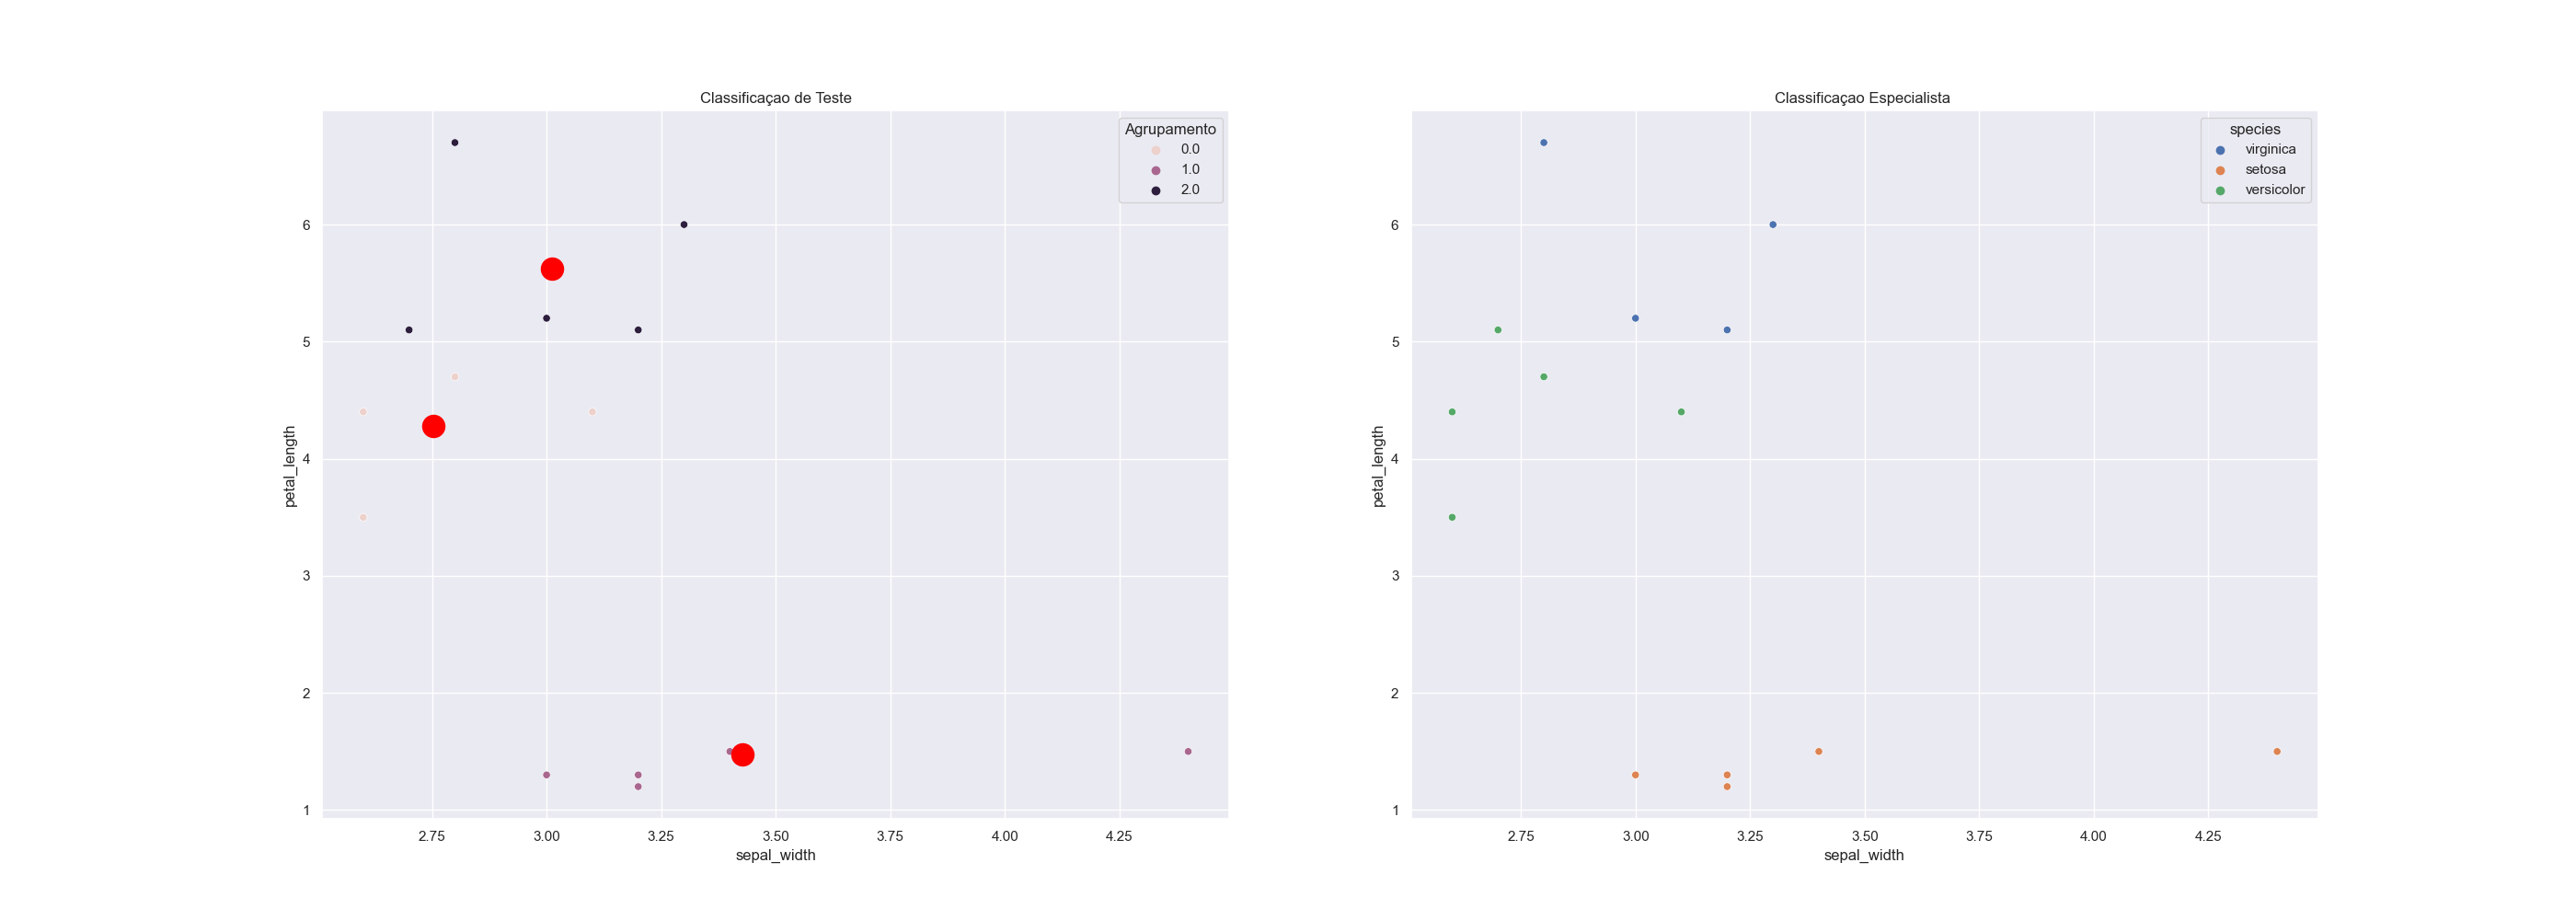 Classificaçao de Teste
Agrupamento
0.0
1.0
2.0
petal_length
6
5
4
3
2
1
2.75
3.00
3.25
3.50
3.75
4.00
4.25
sepal_width
Classificaçao Especialista
species
virginica
setosa
versicolor
petal_length
6
5
4
3
2
1
2.75
3.00
3.25
3.50
3.75
4.00
4.25
sepal_width